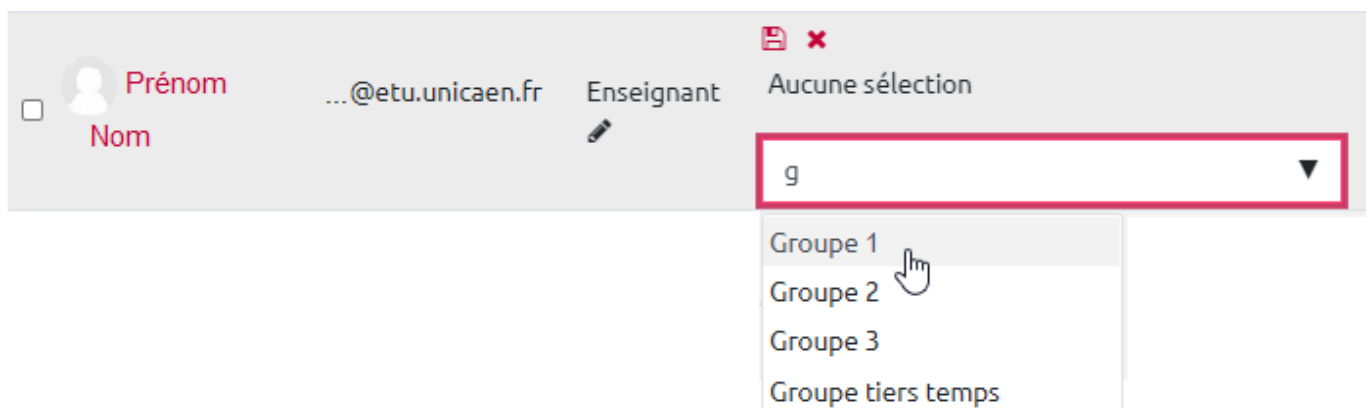 Prénom
Nom
...@etu.unicaen.fr
Enseignant
Aucune sélection
g
Groupe 1
Groupe 2
Groupe 3
Groupe tiers temps